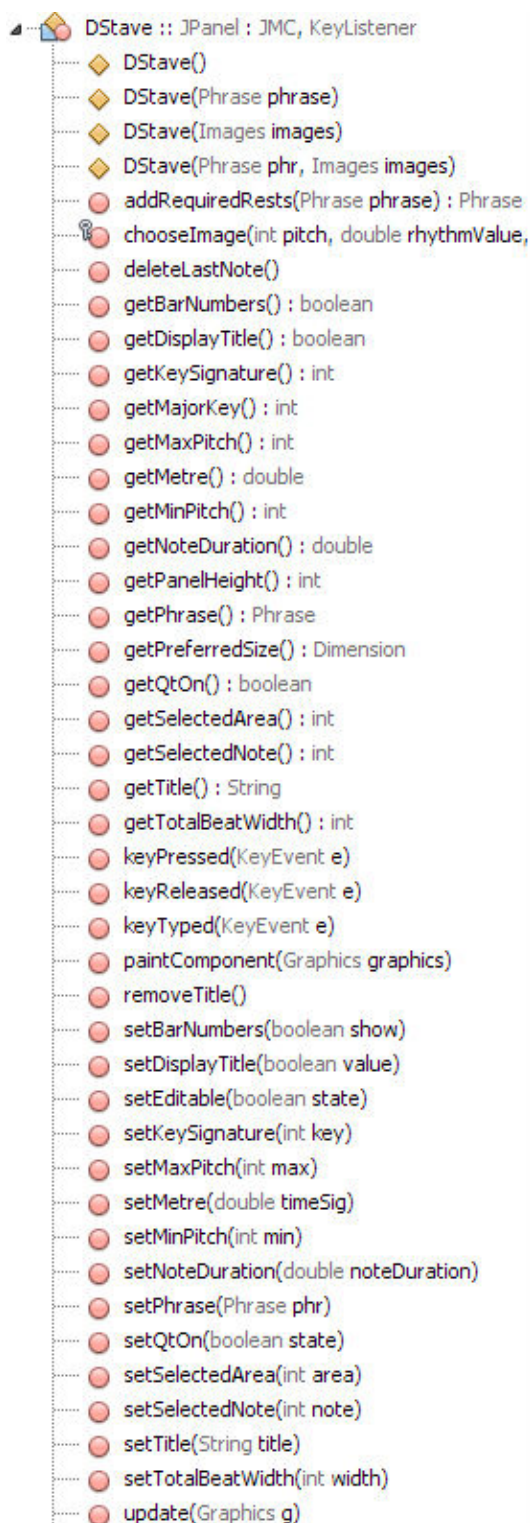 DStave :: JPanel : JMC, KeyListener
DStave()
DStave(Phrase phrase)
DStave(Images images)
DStave(Phrase phr, Images images)
addRequiredRests(Phrase phrase) : Phrase
chooseImage(int pitch, double rhythmValue,
deleteLastNote()
getBarNumbers() : boolean
getDisplayTitle() : boolean
getKeySignature() : int
getMajorKey() : int
getMaxPitch() : int
getMetre() : double
getMinPitch() : int
getNoteDuration() : double
getPanelHeight() : int
getPhrase() : Phrase
getPreferredSize() : Dimension
getQtOn() : boolean
getSelectedArea() : int
getSelectedNote() : int
getTitle() : String
getTotalBeatWidth() : int
keyPressed(KeyEvent e)
keyReleased(KeyEvent e)
keyTyped(KeyEvent e)
paintComponent(Graphics graphics)
removeTitle()
setBarNumbers(boolean show)
setDisplayTitle(boolean value)
setEditable(boolean state)
setKeySignature(int key)
setMaxPitch(int max)
setMetre(double timeSig)
setMinPitch(int min)
setNoteDuration(double noteDuration)
setPhrase(Phrase phr)
setQtOn(boolean state)
setSelectedArea(int area)
setSelectedNote(int note)
setTitle(String title)
setTotalBeatWidth(int width)
update(Graphics g)